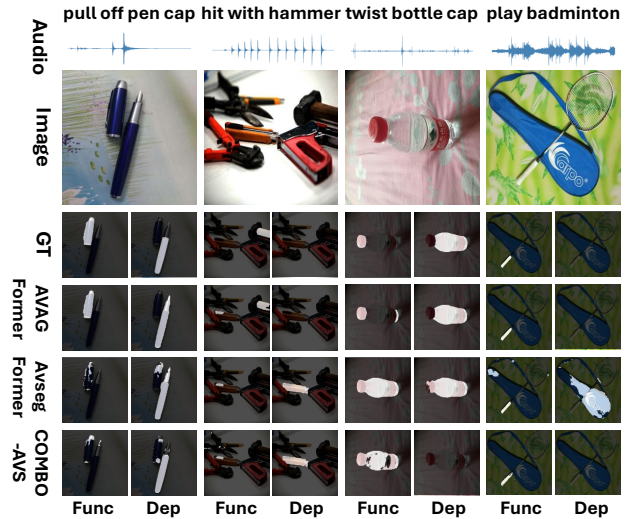 pull off pen cap hit with hammer twist bottle cap play badminton
Audio
Image
apo
GT
AVAG
Former
Avseg
Former
COMBO
-AVS
Func Dep Func Dep Func Dep Func Dep